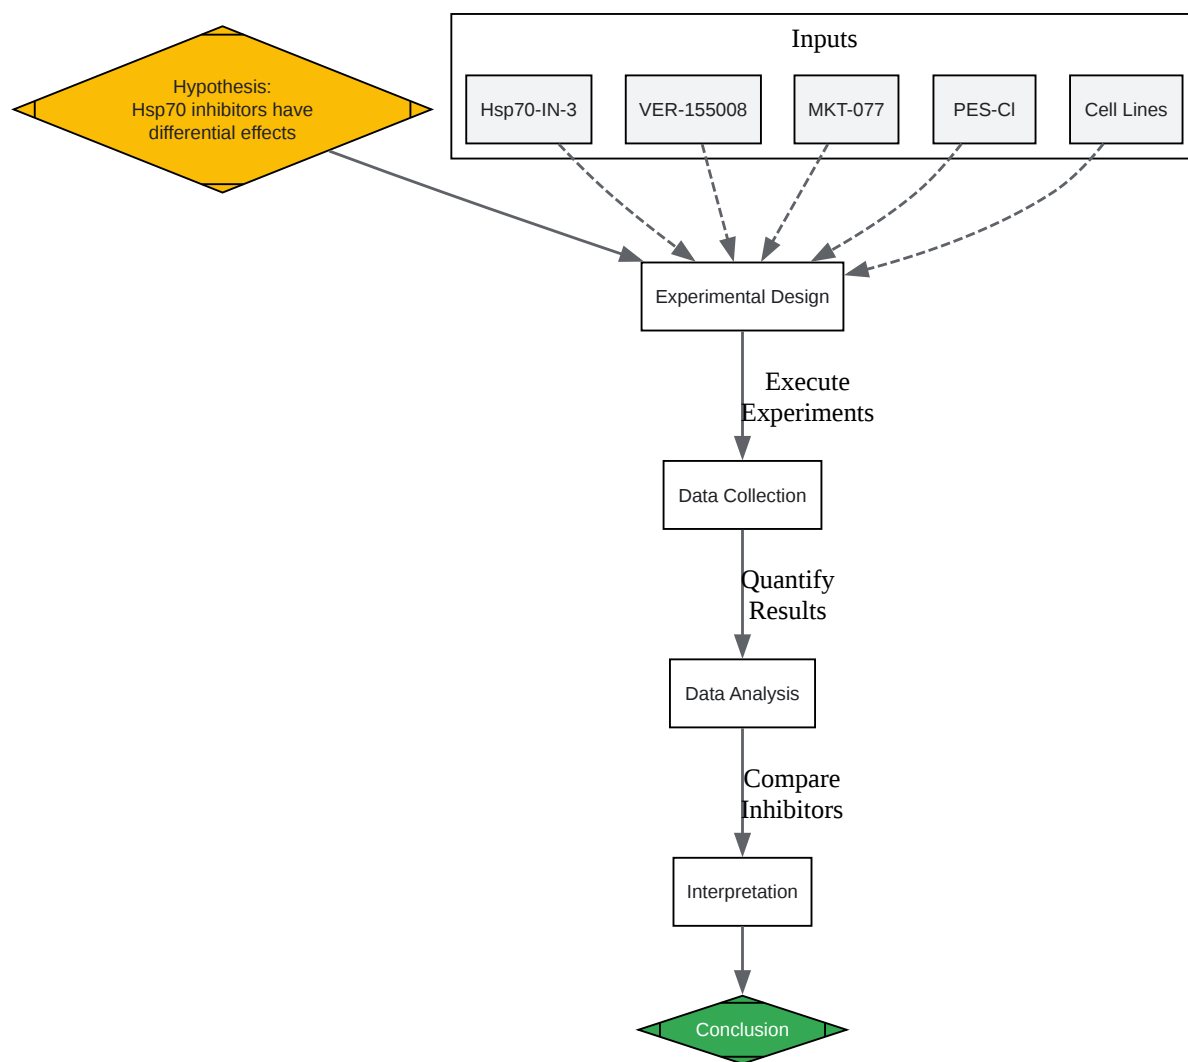 Hypothesis:
Hsp70 inhibitors have
differential effects
Inputs
Hsp70-IN-3
VER-155008
MKT-077
PES-Cl
Cell Lines
Experimental Design
Execute
Experiments
Data Collection
Quantify
Results
Data Analysis
Compare
Inhibitors
Interpretation
Conclusion